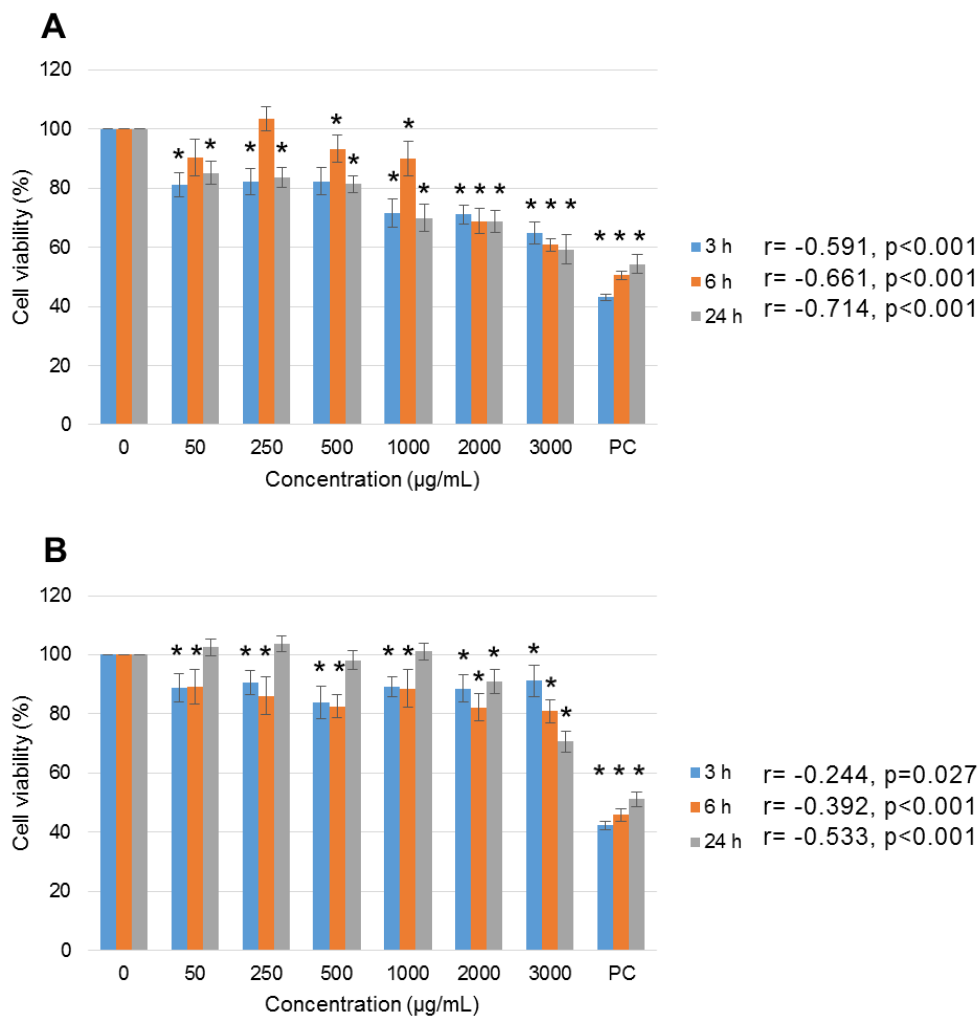 A
120
100
80
60
40
20
0
Cell viability (%)
* * * * * * * * * * * * * * * * * *
0 50 250 500 1000 2000 3000 PC
Concentration (µg/mL)
3 h r= -0.591, p<0.001
6 h r= -0.661, p<0.001
24 h r= -0.714, p<0.001
B
120
100
80
60
40
20
0
Cell viability (%)
* * * * * * * * * * * * * * * * *
0 50 250 500 1000 2000 3000 PC
Concentration (µg/mL)
3 h r= -0.244, p=0.027
6 h r= -0.392, p<0.001
24 h r= -0.533, p<0.001